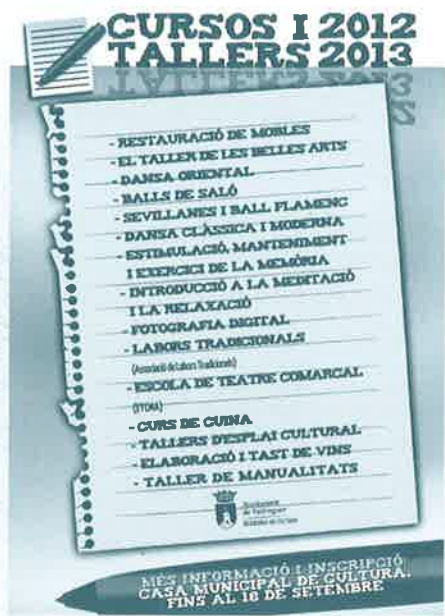 CURSOS I 2012
TALLERS 2013
- RESTAURACIÓ DE MOBLES
- EL TALLER DE LES BELLES ARTS
- DANSA ORIENTAL
- BALLS DE SALÓ
- SEVILLANES I BALL FLAMENC
- DANSA CLÀSSICA I MODERNA
- ESTIMULACIÓ, MANTENIMENT
I EXERCICI DE LA MEMÒRIA
- INTRODUCCIÓ A LA MEDITACIÓ
I LA RELAXACIÓ
- FOTOGRAFIA DIGITAL
- LABORS TRADICIONALS
(Associació de Labors Tradicionals)
- ESCOLA DE TEATRE COMARCAL
- CURS DE CUINA
- TALLERS D'ESPLAI CULTURAL
- ELABORACIÓ I TAST DE VINS
- TALLER DE MANUALITATS
MÉS INFORMACIÓ I INSCRIPCIÓ
CASA MUNICIPAL DE CULTURA.
FINS AL 18 DE SETEMBRE